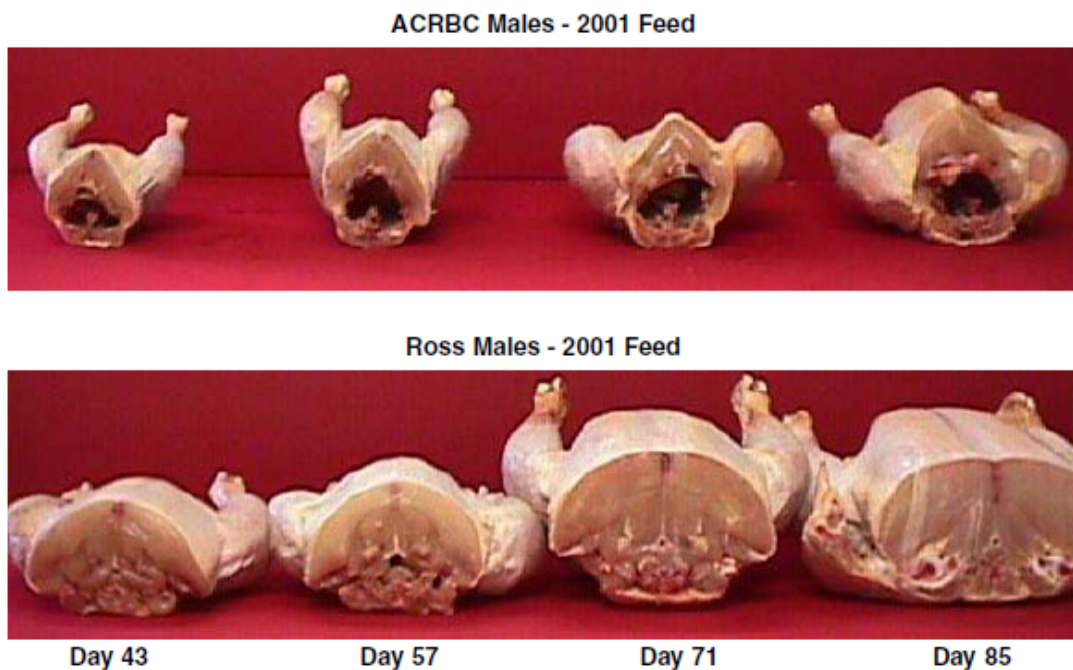 ACRBC Males - 2001 Feed
Ross Males - 2001 Feed
Day 43 Day 57 Day 71 Day 85